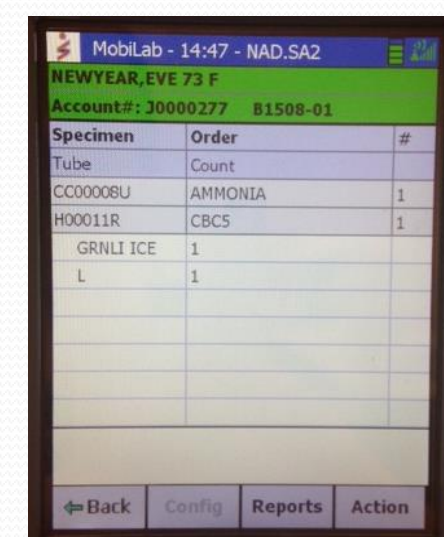 MobiLab - 14:47 - NAD.SA2
NEWYEAR,EVE 73 F
Account#: J0000277 B1508-01
Specimen Order #
Tube Count
CC00008U AMMONIA 1
H00011R CBC5 1
GRNLI ICE 1
L 1
Back Config Reports Action